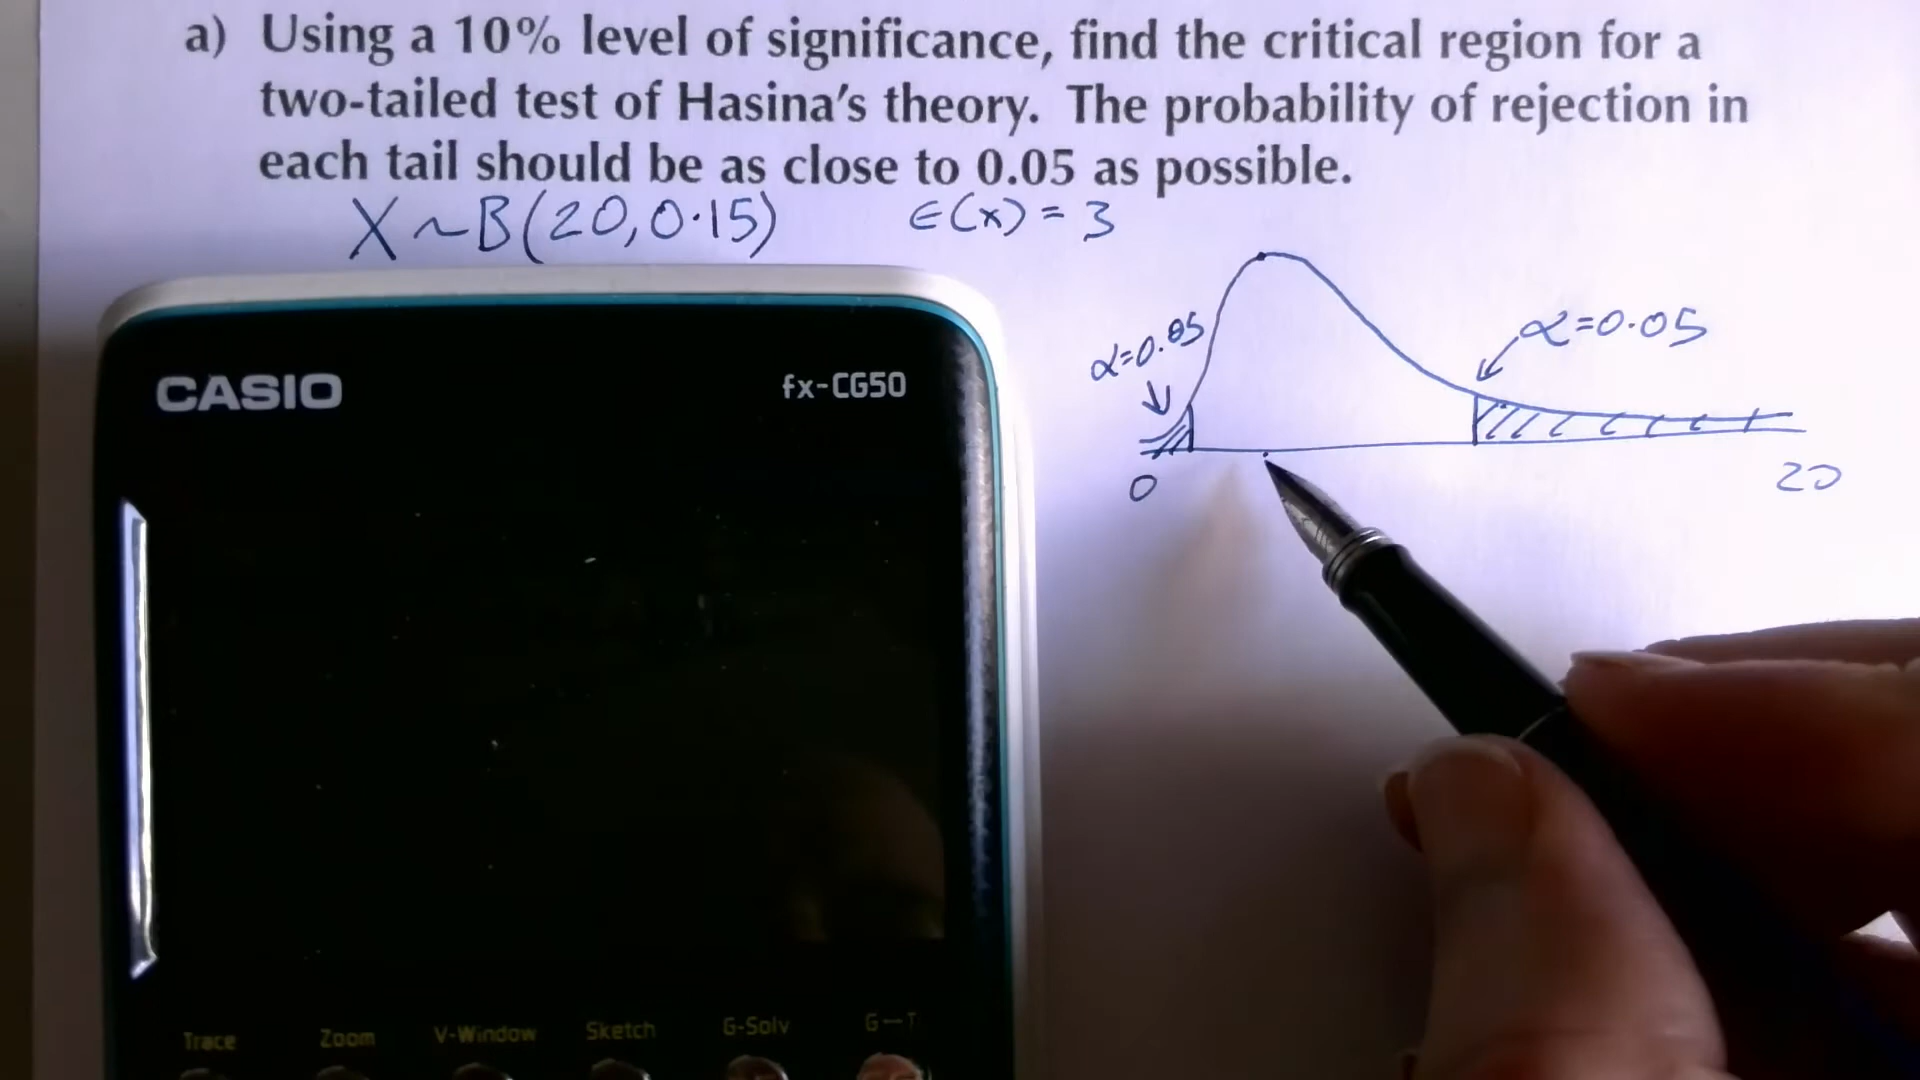 a) Using a 10% level of significance, find the critical region for a
two-tailed test of Hasina's theory. The probability of rejection in
each tail should be as close to 0.05 as possible.
X~B(20,0·15) E(x) = 3
α=0.05
α=0·05
0
20
CASIO fx-CG50
Trace Zoom V-Window Sketch G-Solv G↔T